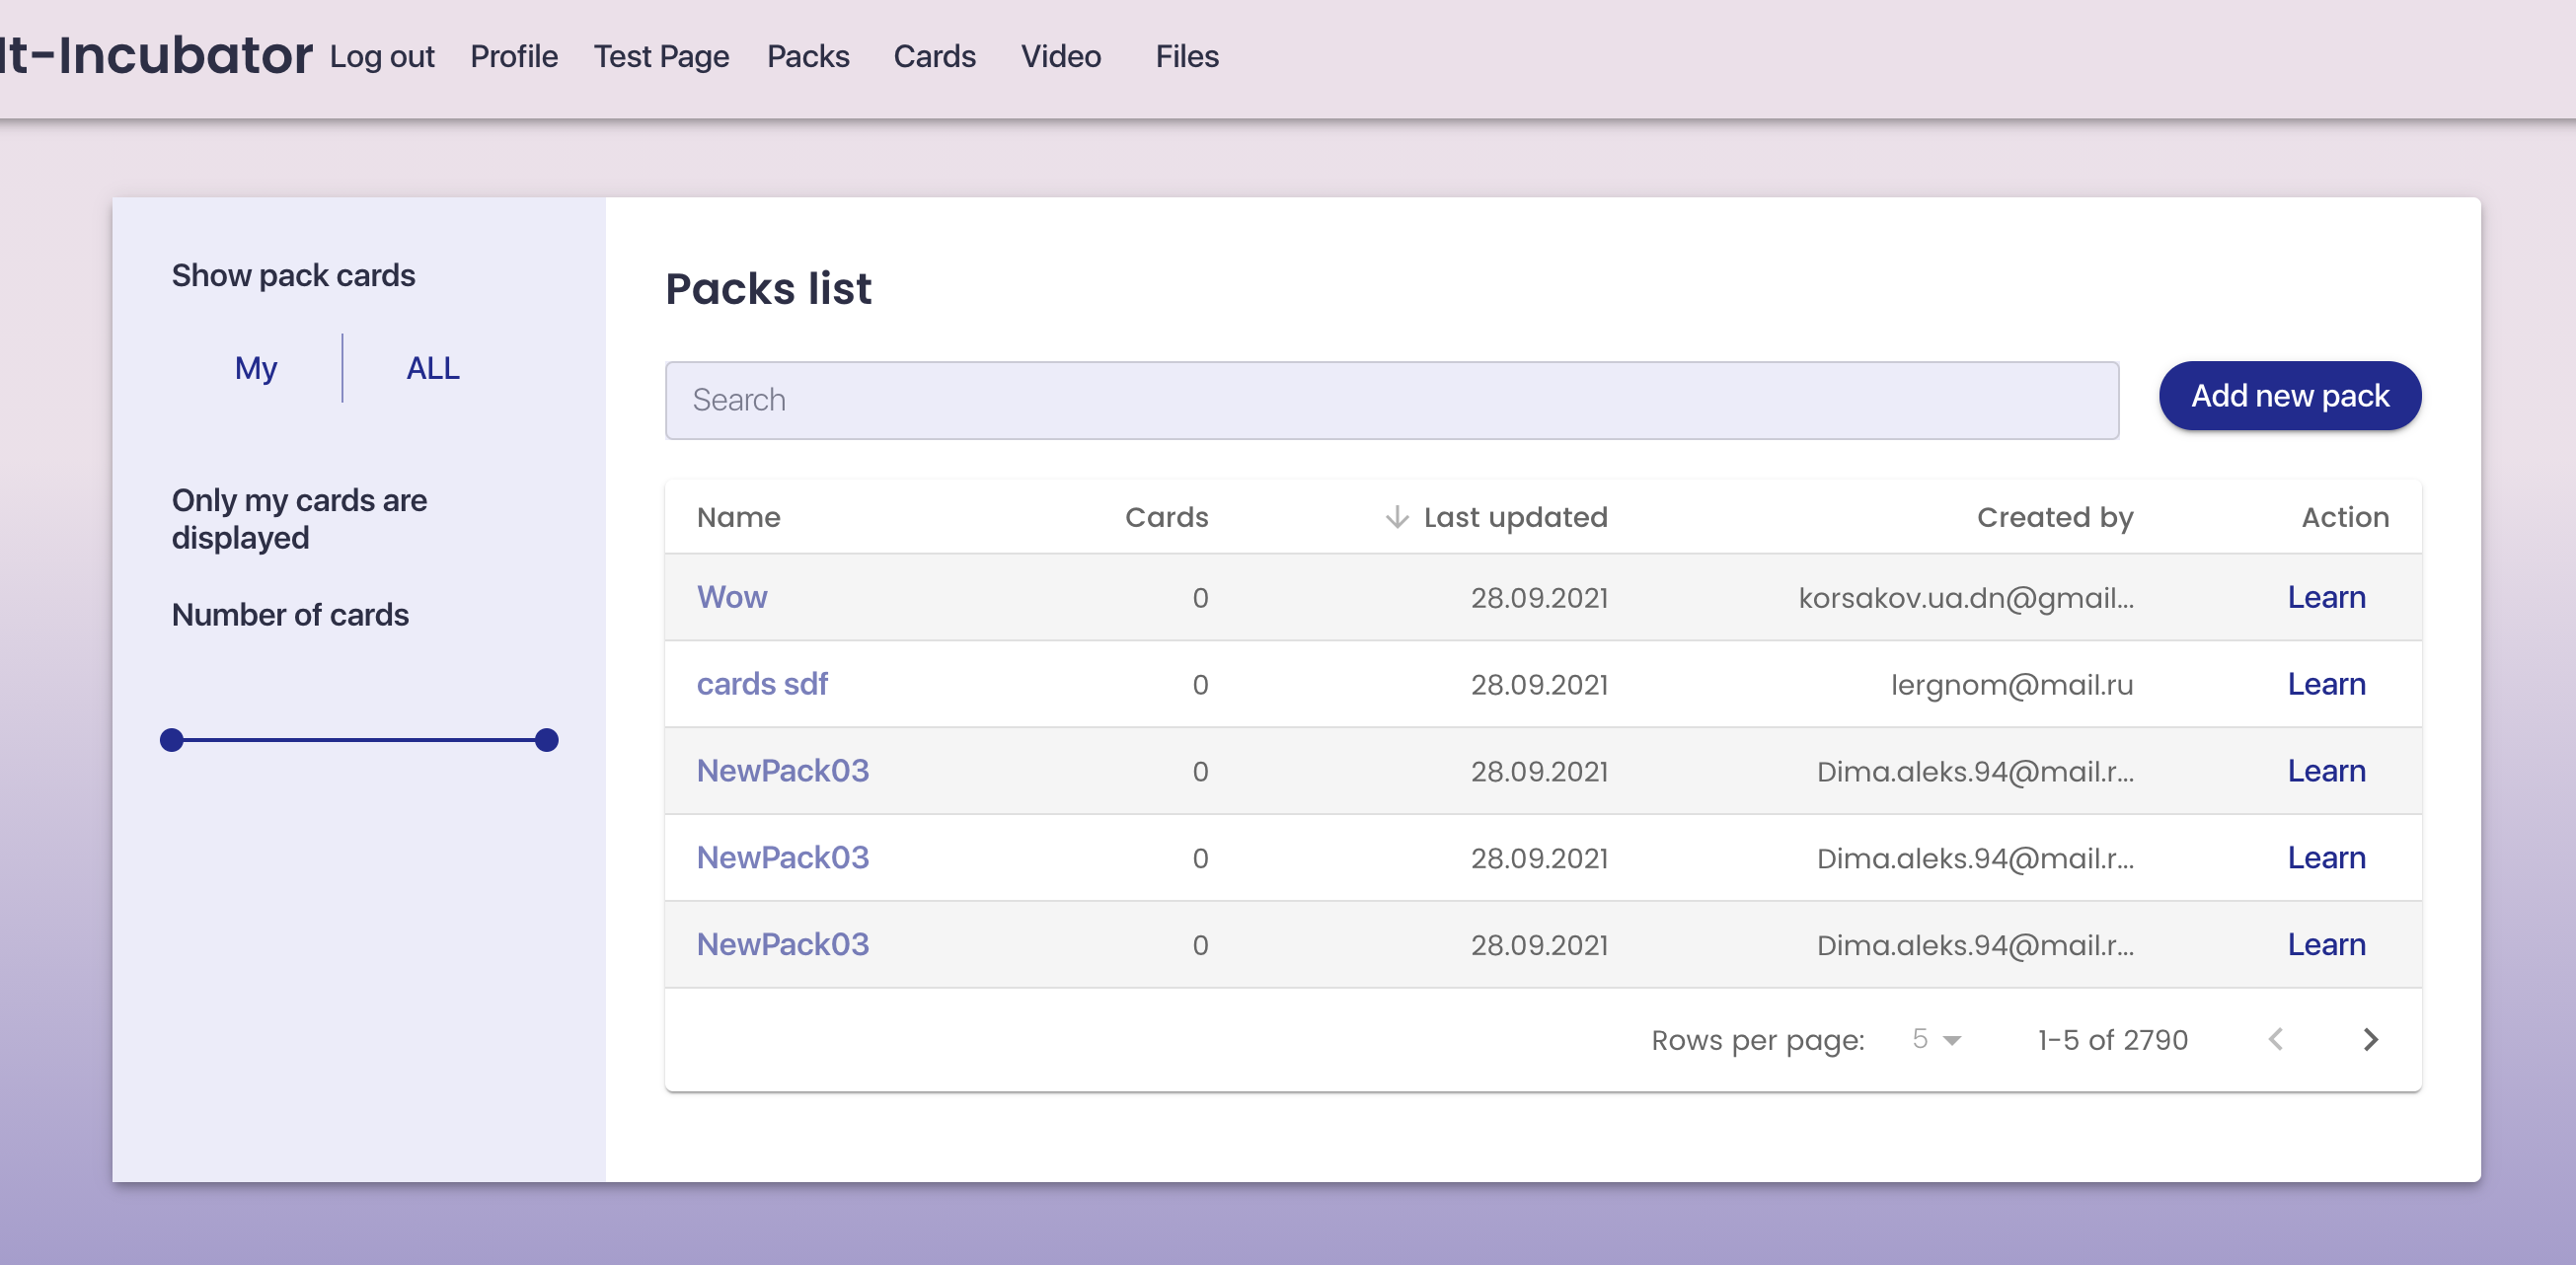 It-Incubator Log out Profile Test Page Packs Cards Video Files
Show pack cards
My ALL
Only my cards are
displayed
Number of cards
Packs list
Search Add new pack
Name Cards Last updated Created by Action
Wow 0 28.09.2021 korsakov.ua.dn@gmail... Learn
cards sdf 0 28.09.2021 lergnom@mail.ru Learn
NewPack03 0 28.09.2021 Dima.aleks.94@mail.r... Learn
NewPack03 0 28.09.2021 Dima.aleks.94@mail.r... Learn
NewPack03 0 28.09.2021 Dima.aleks.94@mail.r... Learn
Rows per page: 5 1-5 of 2790